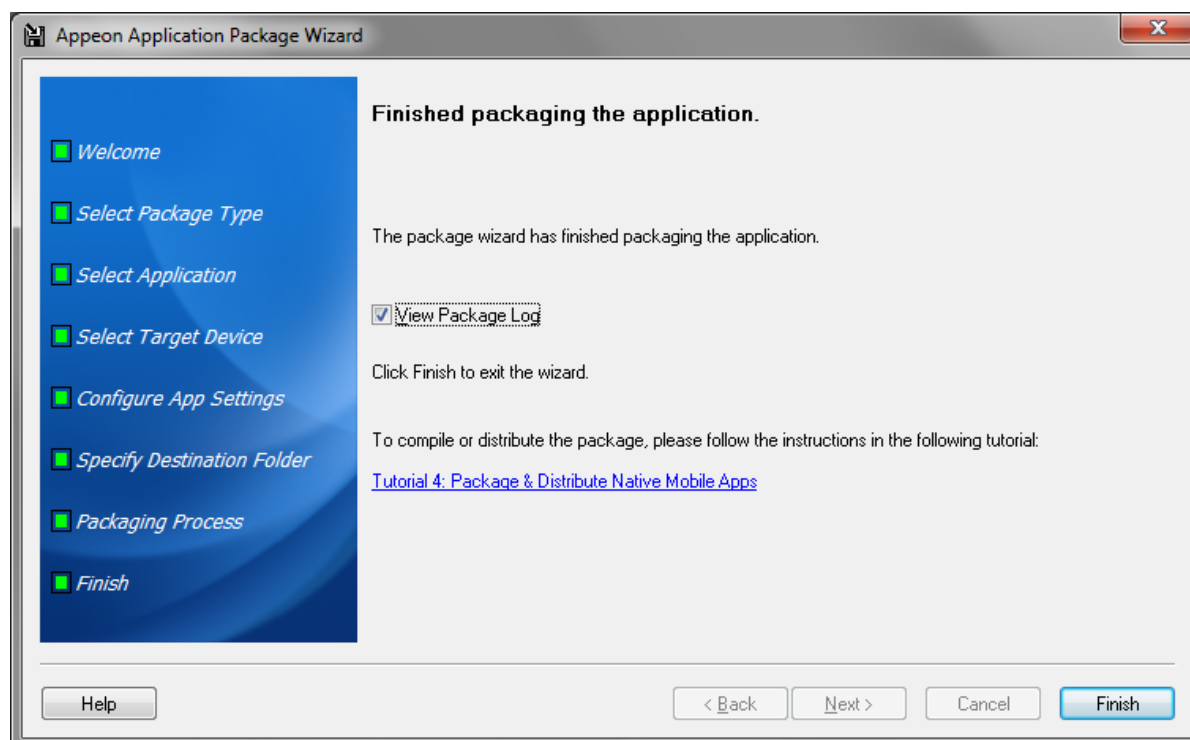 Appeon Application Package Wizard
X
Welcome
Select Package Type
Select Application
Select Target Device
Configure App Settings
Specify Destination Folder
Packaging Process
Finish
Finished packaging the application.
The package wizard has finished packaging the application.
View Package Log
Click Finish to exit the wizard.
To compile or distribute the package, please follow the instructions in the following tutorial:
Tutorial 4: Package & Distribute Native Mobile Apps
Help
< Back
Next >
Cancel
Finish